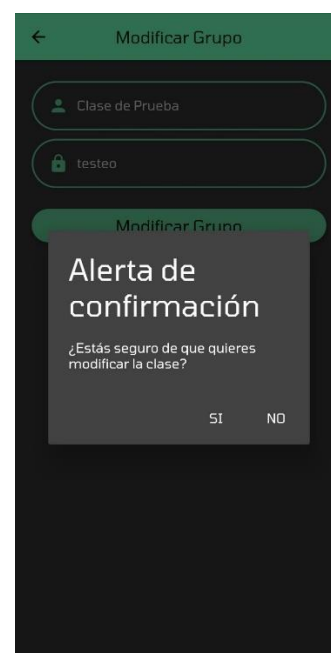 Modificar Grupo
Clase de Prueba
testeo
Modificar Grupo
Alerta de
confirmación
¿Estás seguro de que quieres
modificar la clase?
SI NO